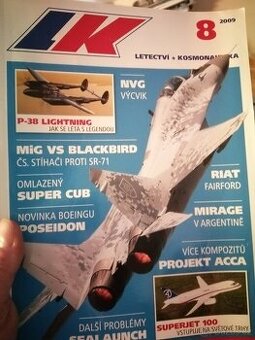 LK
8
2009
LETECTVÍ + KOSMONAUTIKA
P-38 LIGHTNING
JAK SE LÉTÁ S LEGENDOU
NVG
VÝCVIK
MiG VS BLACKBIRD
ČS. STÍHAČI PROTI SR-71
OMLAZENÝ
SUPER CUB
RIAT
FAIRFORD
NOVINKA BOEINGU
POSEIDON
MIRAGE
V ARGENTINĚ
VÍCE KOMPOZITŮ
PROJEKT ACCA
DALŠÍ PROBLÉMY
SEALAUNCH
SUPERJET 100
VSTUPUJE NA SVĚTOVÉ TRHY